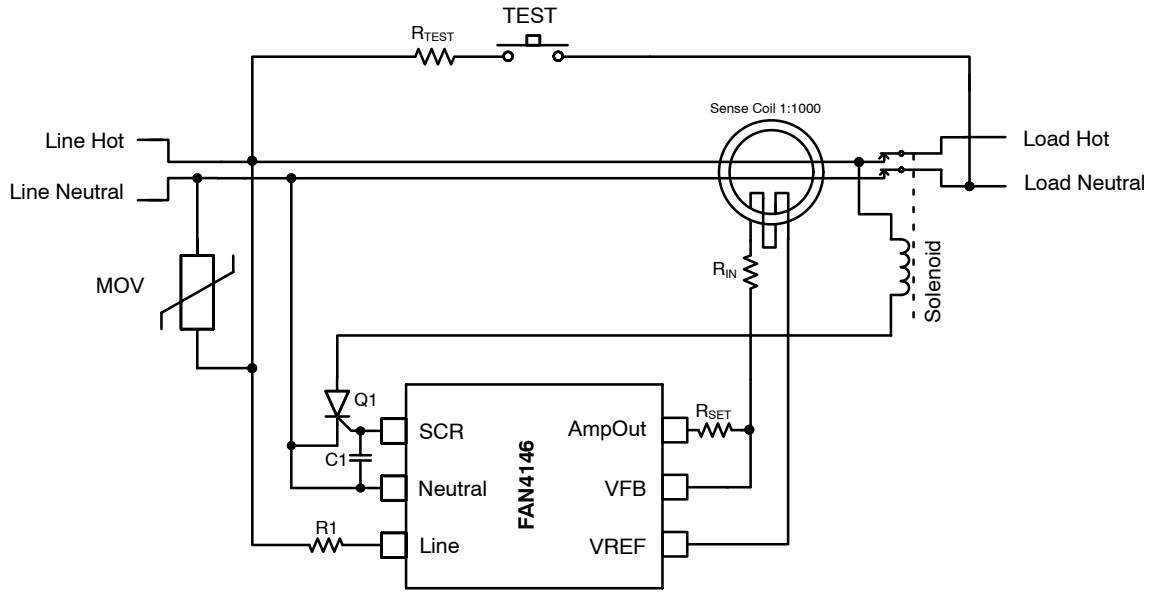 TEST
RTEST
Sense Coil 1:1000
Line Hot
Load Hot
Line Neutral
Load Neutral
MOV
RIN
Solenoid
Q1
SCR
AmpOut
RSET
C1
Neutral
FAN4146
VFB
R1
Line
VREF